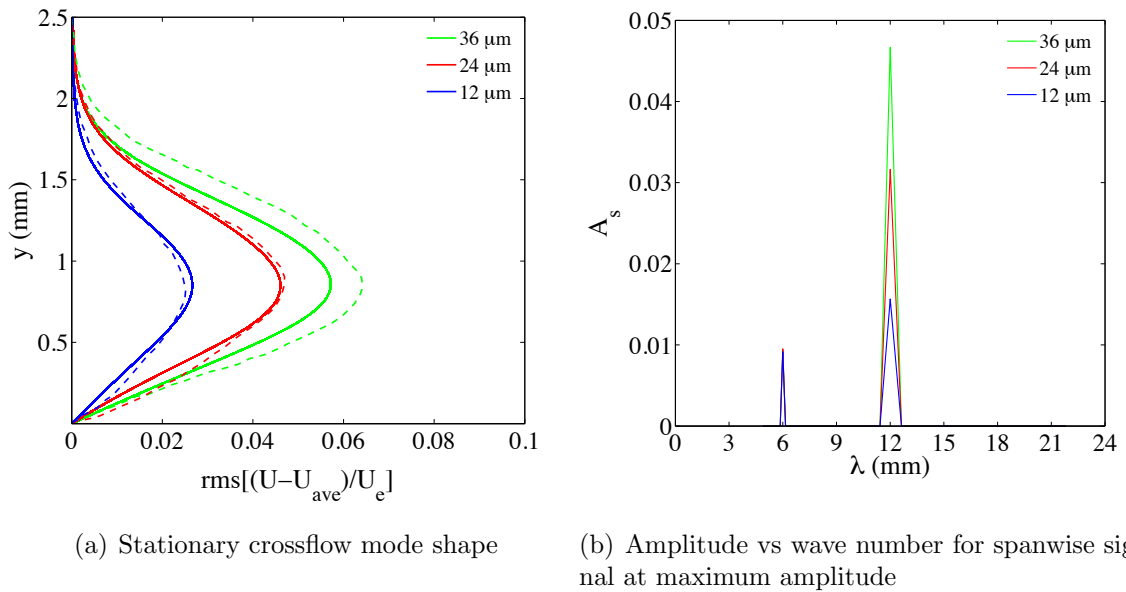 2.5
2
1.5
1
0.5
0
0.02
0.04
0.06
0.08
0.1
y (mm)
rms[(U−U_ave)/U_e]
36 μm
24 μm
12 μm
(a) Stationary crossflow mode shape
0.05
0.04
0.03
0.02
0.01
0
0
3
6
9
12
15
18
21
24
A_s
λ (mm)
36 μm
24 μm
12 μm
(b) Amplitude vs wave number for spanwise sig
nal at maximum amplitude